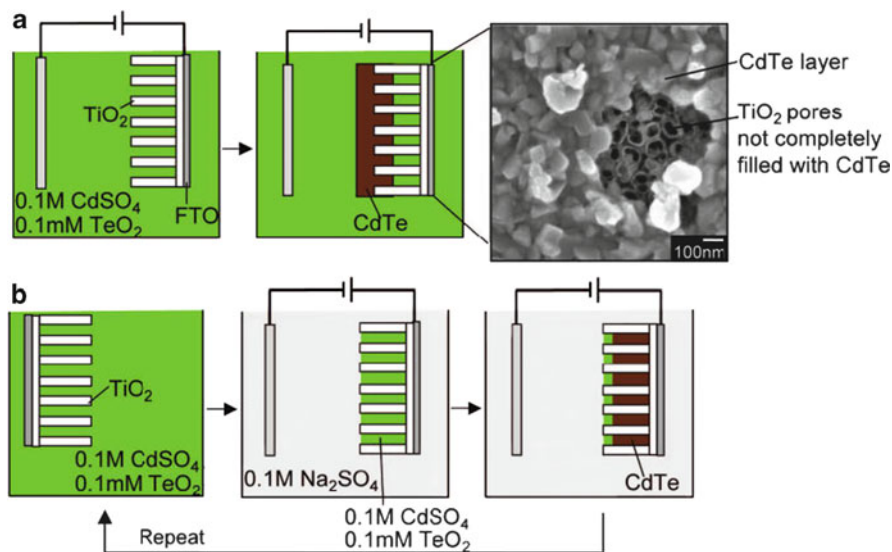 a
TiO₂
0.1M CdSO₄
0.1mM TeO₂
FTO
CdTe
CdTe layer
TiO₂ pores
not completely
filled with CdTe
100nm
b
TiO₂
0.1M CdSO₄
0.1mM TeO₂
0.1M Na₂SO₄
0.1M CdSO₄
0.1mM TeO₂
CdTe
Repeat